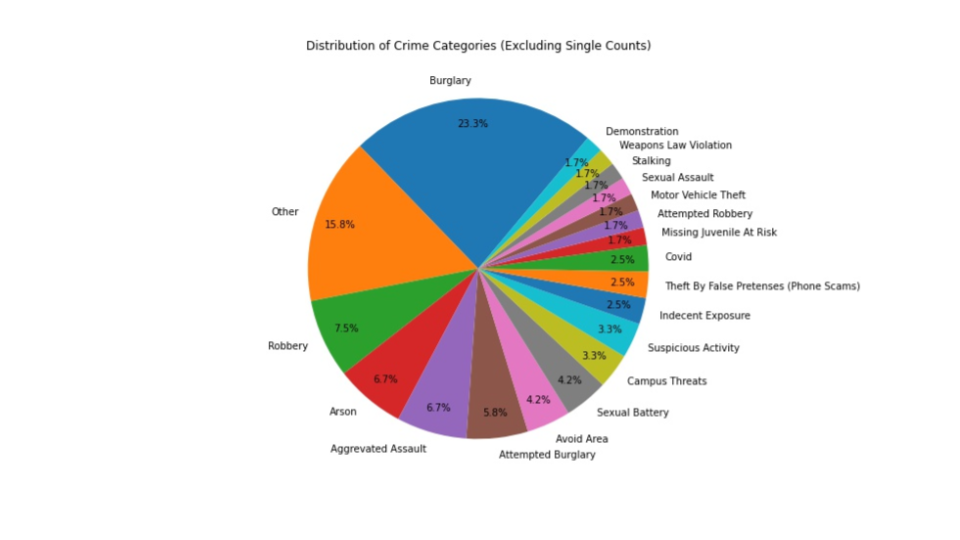 Distribution of Crime Categories (Excluding Single Counts)
Burglary
23.3%
Other
15.8%
Robbery
7.5%
Arson
6.7%
Aggrevated Assault
6.7%
Attempted Burglary
5.8%
Avoid Area
4.2%
Sexual Battery
4.2%
Campus Threats
3.3%
Suspicious Activity
3.3%
Indecent Exposure
2.5%
Theft By False Pretenses (Phone Scams)
2.5%
Covid
2.5%
Missing Juvenile At Risk
1.7%
Attempted Robbery
1.7%
Motor Vehicle Theft
1.7%
Sexual Assault
1.7%
Stalking
1.7%
Weapons Law Violation
1.7%
Demonstration
1.7%